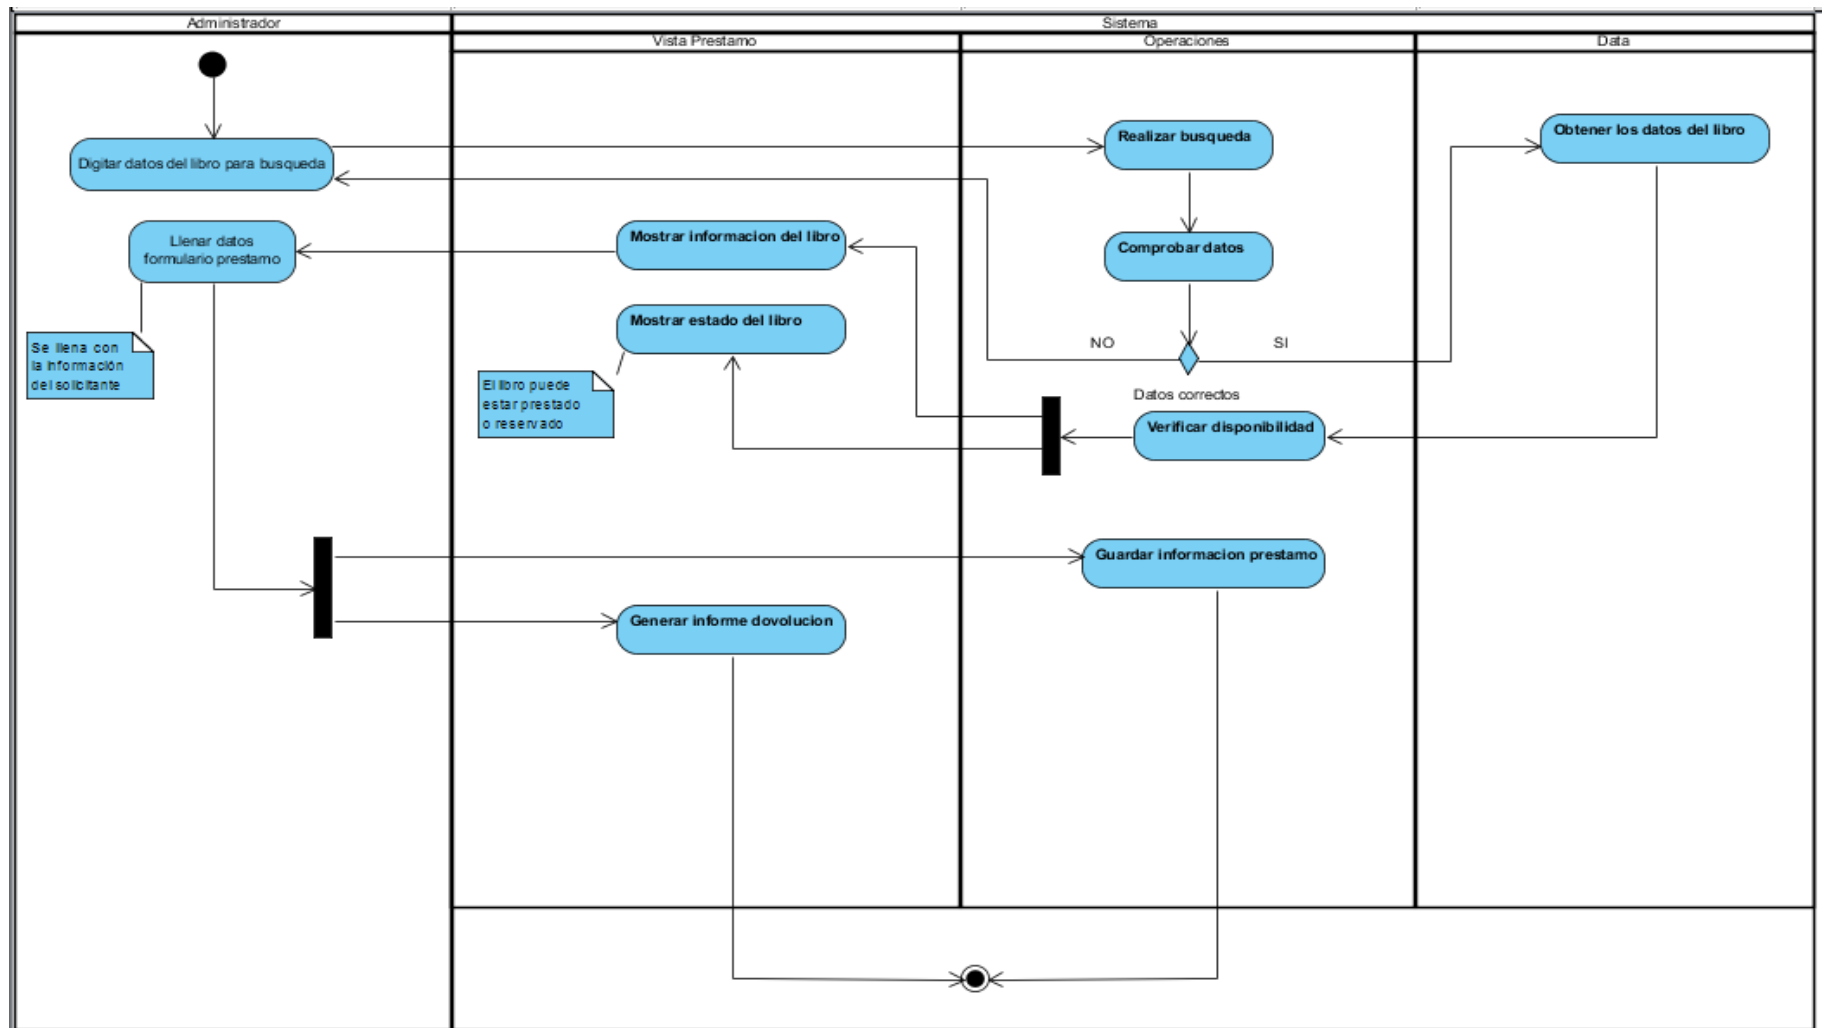 Administrador
Sistema
Vista Prestamo
Operaciones
Data
Digitar datos del libro para busqueda
Realizar busqueda
Obtener los datos del libro
Llenar datos
formulario prestamo
Mostrar informacion del libro
Comprobar datos
Mostrar estado del libro
Se llena con
la información
del solicitante
NO
SI
El libro puede
estar prestado
o reservado
Datos correctos
Verificar disponibilidad
Guardar informacion prestamo
Generar informe dovolucion